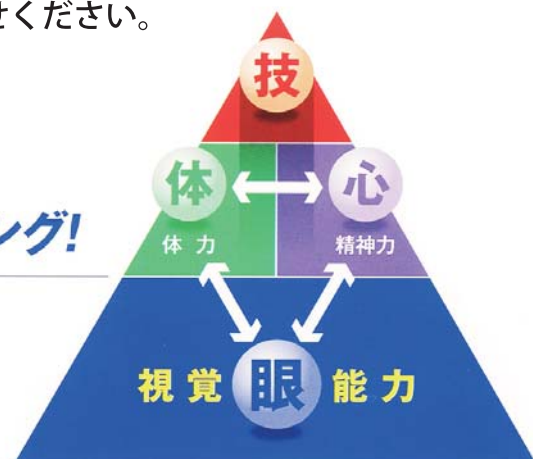 せください。
技
体 心
体 力 精神力
ング!
視覚 眼 能力